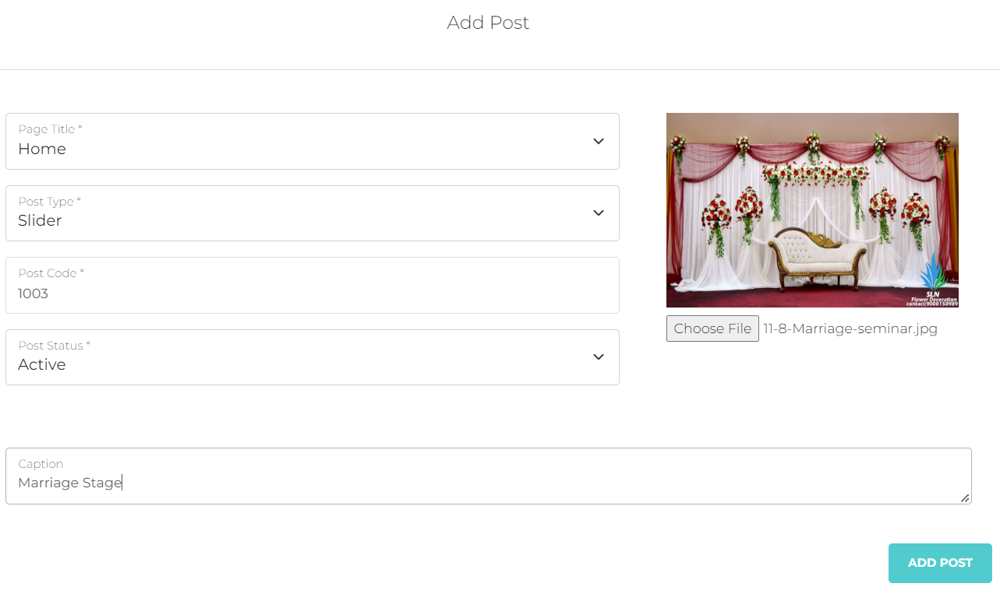 Add Post
Page Title *
Home
Post Type *
Slider
Post Code *
1003
Post Status *
Active
SLN
Flower Decoration
contact:9000150989
Choose File 11-8-Marriage-seminar.jpg
Caption
Marriage Stage
ADD POST